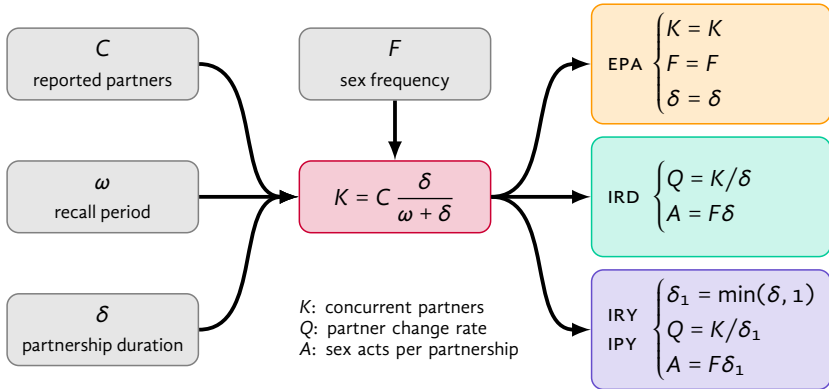 C
reported partners
F
sex frequency
ω
recall period
δ
partnership duration
K = C δ / (ω + δ)
K: concurrent partners
Q: partner change rate
A: sex acts per partnership
EPA
K = K
F = F
δ = δ
IRD
Q = K/δ
A = Fδ
IRY
IPY
δ₁ = min(δ, 1)
Q = K/δ₁
A = Fδ₁